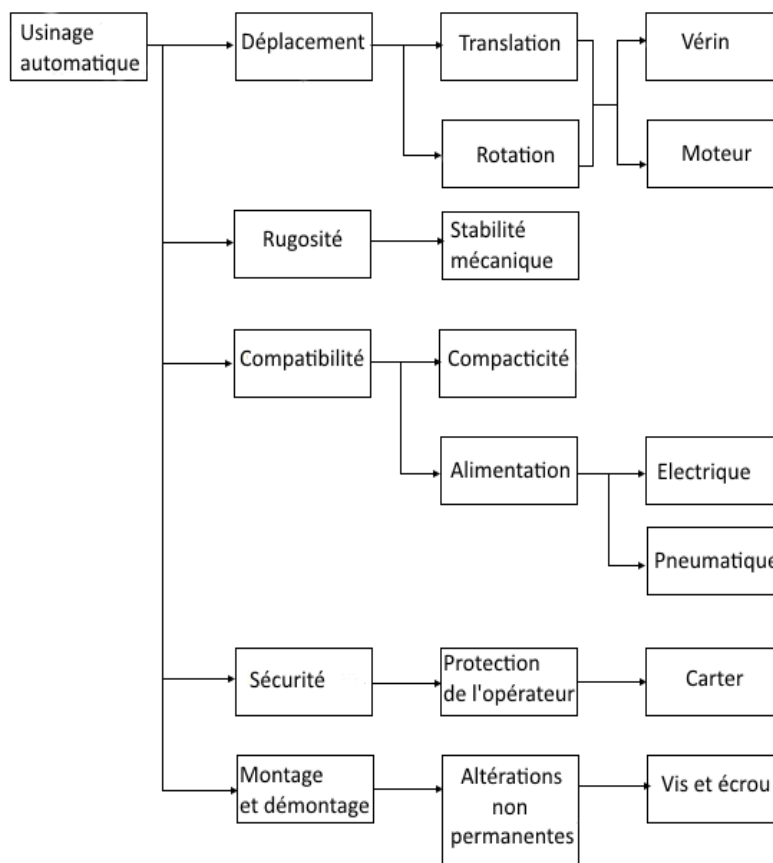 Usinage
automatique
Déplacement
Translation
Vérin
Rotation
Moteur
Rugosité
Stabilité
mécanique
Compatibilité
Compacticité
Alimentation
Electrique
Pneumatique
Sécurité
Protection
de l'opérateur
Carter
Montage
et démontage
Altérations
non
permanentes
Vis et écrou